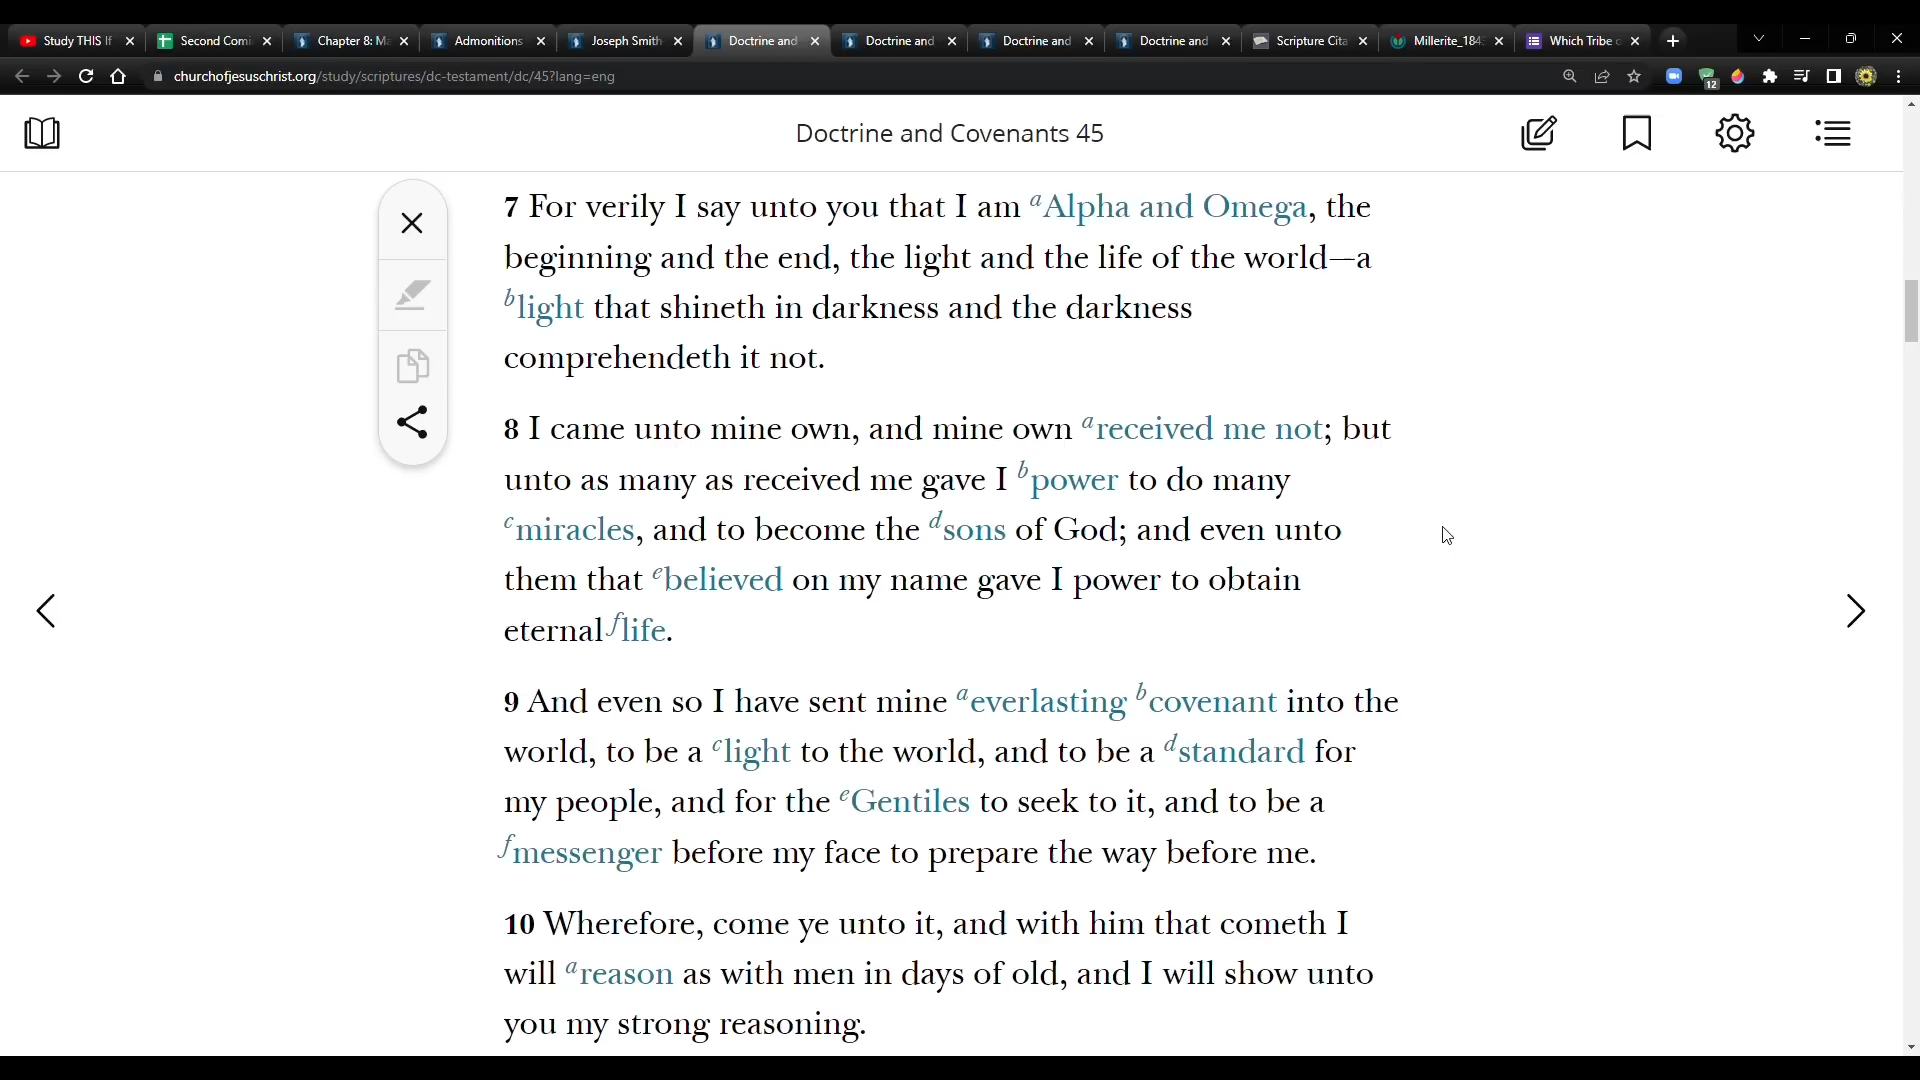 Study THIS If
Second Comi
Chapter 8: Ma
Admonitions
Joseph Smith
Doctrine and
Doctrine and
Doctrine and
Doctrine and
Scripture Cita
Millerite_184
Which Tribe o
churchofjesuschrist.org/study/scriptures/dc-testament/dc/45?lang=eng
12
Doctrine and Covenants 45
7 For verily I say unto you that I am aAlpha and Omega, the
beginning and the end, the light and the life of the world—a
blight that shineth in darkness and the darkness
comprehendeth it not.
8 I came unto mine own, and mine own areceived me not; but
unto as many as received me gave I bpower to do many
cmiracles, and to become the dsons of God; and even unto
them that ebelieved on my name gave I power to obtain
eternal flife.
9 And even so I have sent mine aeverlasting bcovenant into the
world, to be a clight to the world, and to be a dstandard for
my people, and for the eGentiles to seek to it, and to be a
fmessenger before my face to prepare the way before me.
10 Wherefore, come ye unto it, and with him that cometh I
will areason as with men in days of old, and I will show unto
you my strong reasoning.